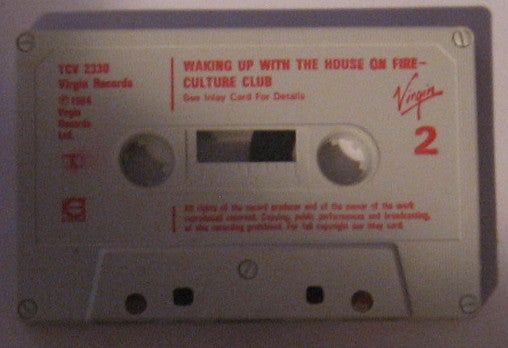 TCV 2330
Virgin Records
℗ 1984
Virgin
Records
Ltd.
WAKING UP WITH THE HOUSE ON FIRE–
CULTURE CLUB
See Inlay Card For Details
Virgin
2
All rights of the record producer and of the owner of the work
reproduced reserved. Copying, public performances and broadcasting,
of this recording prohibited. For full copyright see inlay card